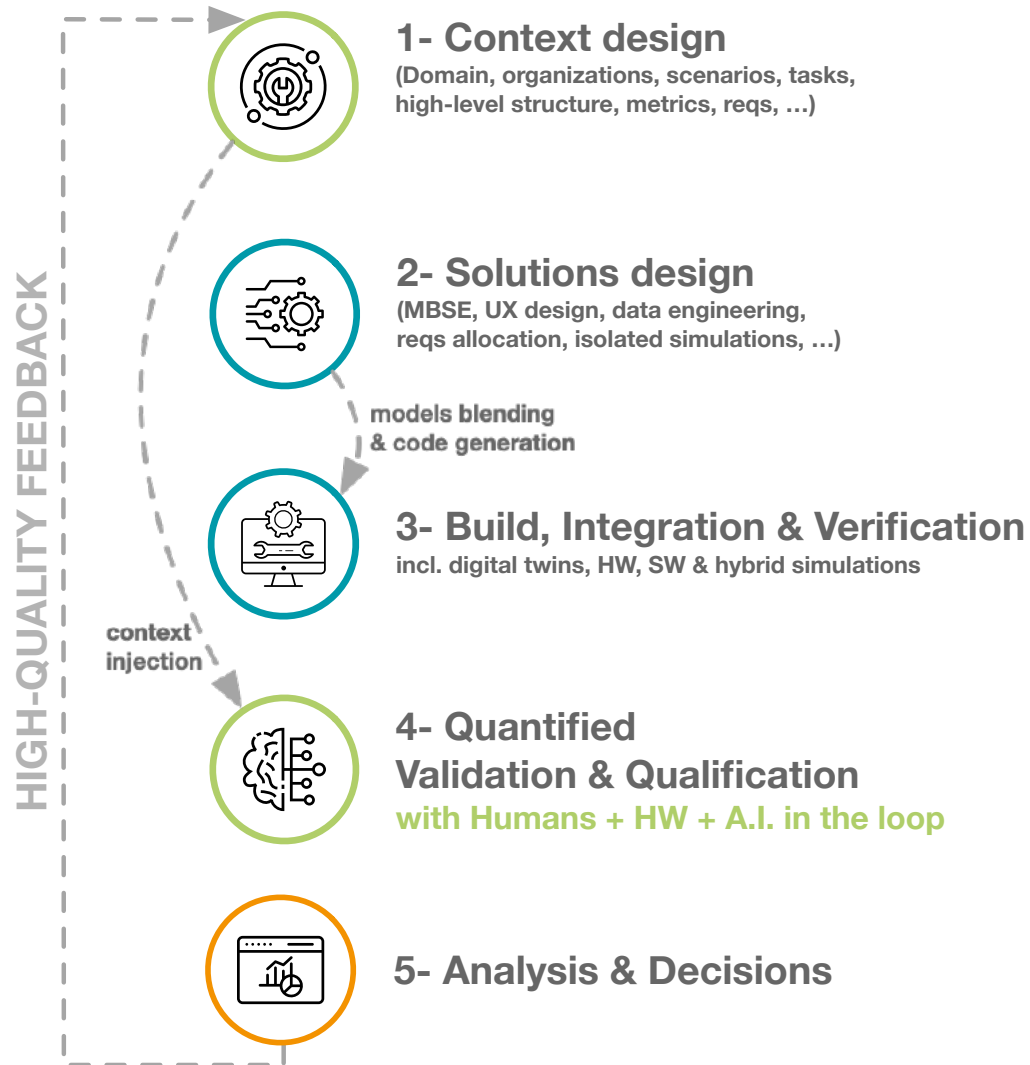 1- Context design
(Domain, organizations, scenarios, tasks,
high-level structure, metrics, reqs, …)
2- Solutions design
(MBSE, UX design, data engineering,
reqs allocation, isolated simulations, …)
models blending
& code generation
3- Build, Integration & Verification
incl. digital twins, HW, SW & hybrid simulations
context
injection
4- Quantified
Validation & Qualification
with Humans + HW + A.I. in the loop
5- Analysis & Decisions
HIGH-QUALITY FEEDBACK